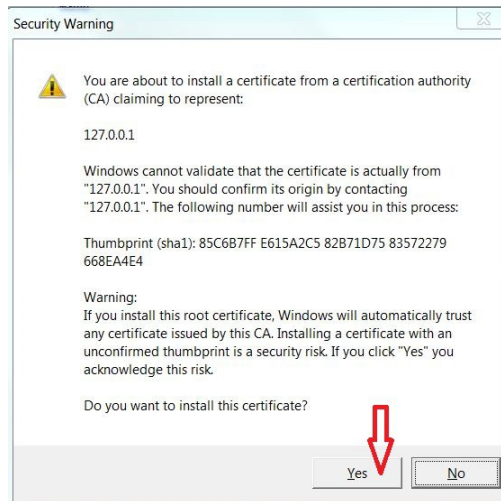 Security Warning
You are about to install a certificate from a certification authority
(CA) claiming to represent:
127.0.0.1
Windows cannot validate that the certificate is actually from
"127.0.0.1". You should confirm its origin by contacting
"127.0.0.1". The following number will assist you in this process:
Thumbprint (sha1): 85C6B7FF E615A2C5 82B71D75 83572279
668EA4E4
Warning:
If you install this root certificate, Windows will automatically trust
any certificate issued by this CA. Installing a certificate with an
unconfirmed thumbprint is a security risk. If you click "Yes" you
acknowledge this risk.
Do you want to install this certificate?
Yes
No